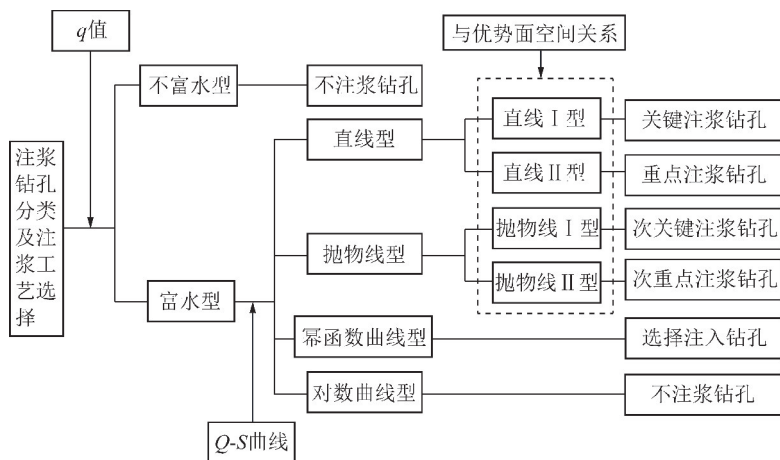 q值
与优势面空间关系
不富水型
不注浆钻孔
直线型
直线Ⅰ型
关键注浆钻孔
注浆
钻孔
分类
及注
浆工
艺选
择
直线Ⅱ型
重点注浆钻孔
抛物线型
抛物线Ⅰ型
次关键注浆钻孔
抛物线Ⅱ型
次重点注浆钻孔
富水型
幂函数曲线型
选择注入钻孔
对数曲线型
不注浆钻孔
Q-S曲线